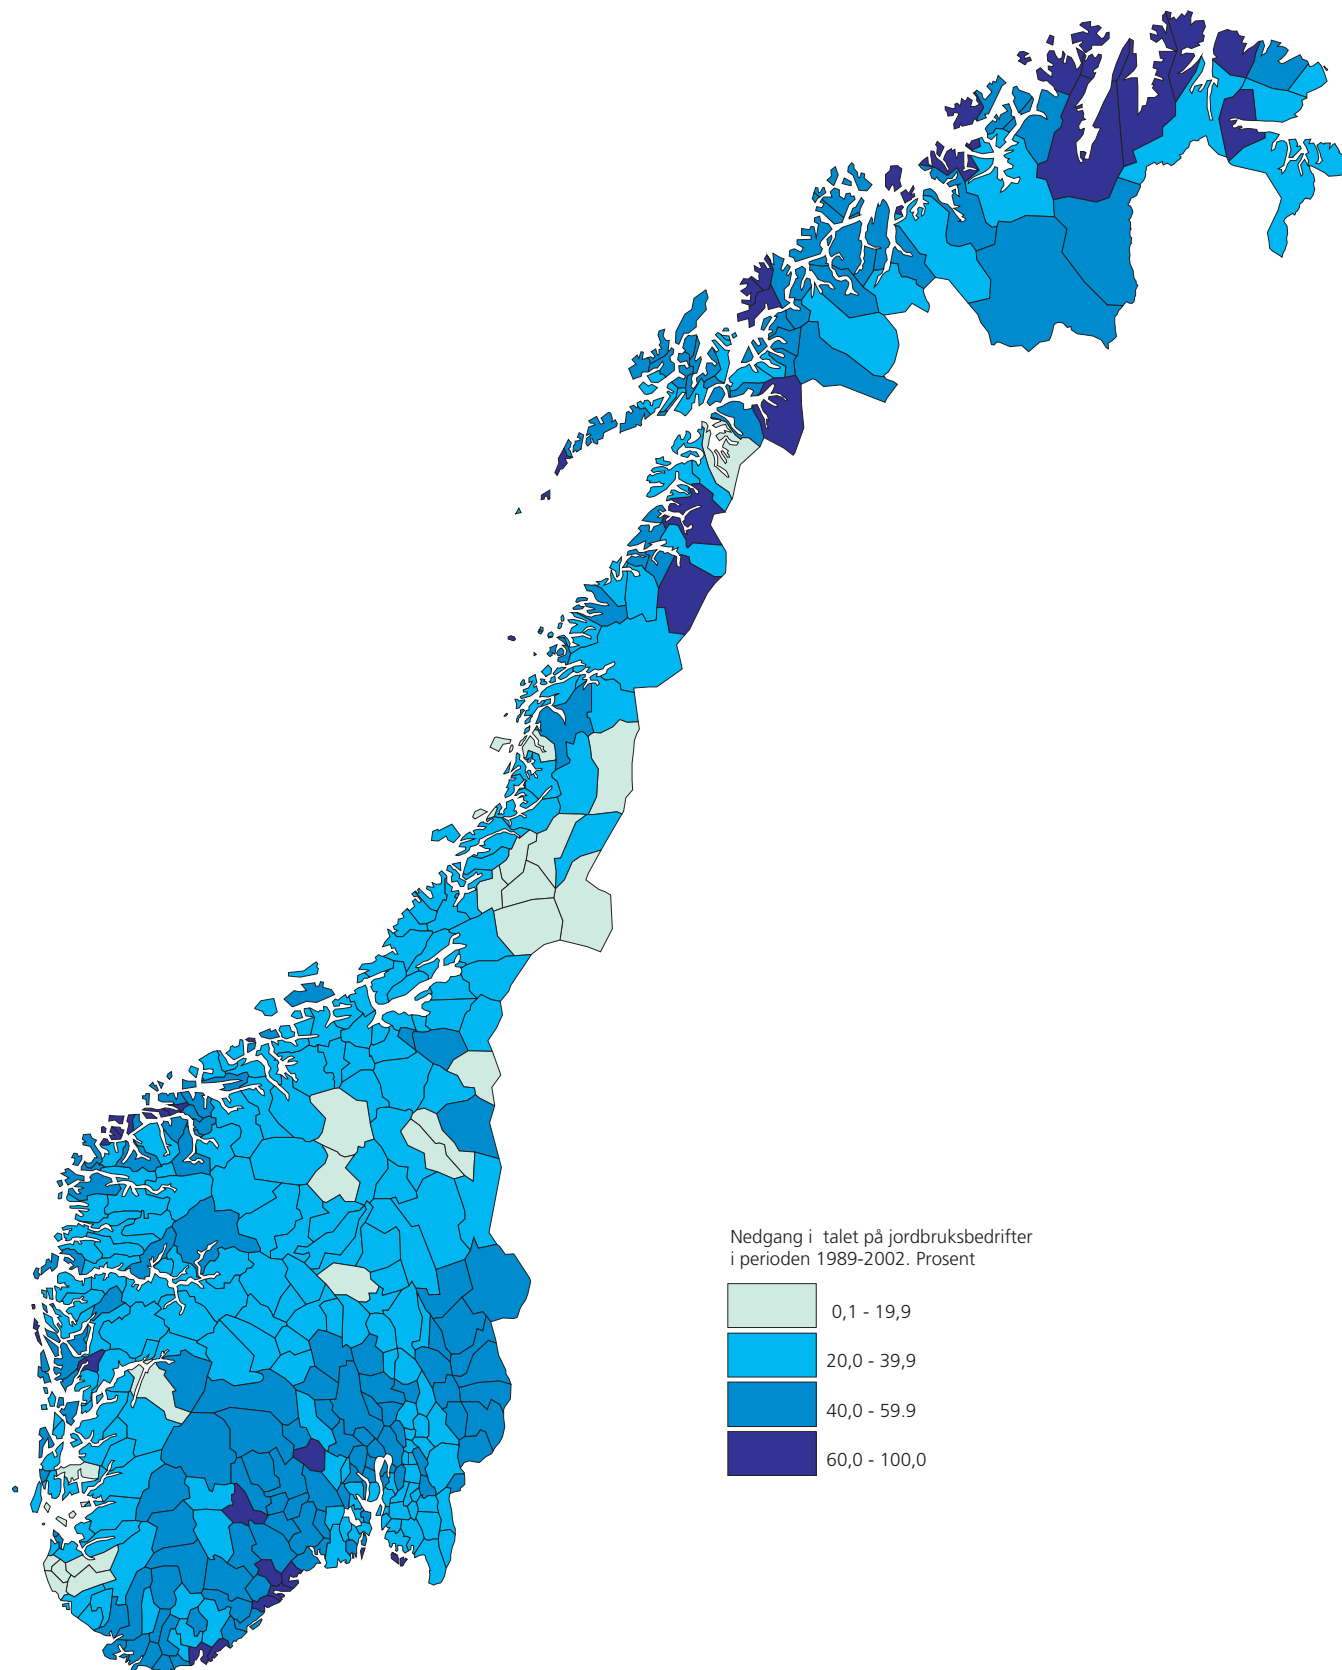 Nedgang i talet på jordbruksbedrifter
i perioden 1989-2002. Prosent
0,1 - 19,9
20,0 - 39,9
40,0 - 59.9
60,0 - 100,0